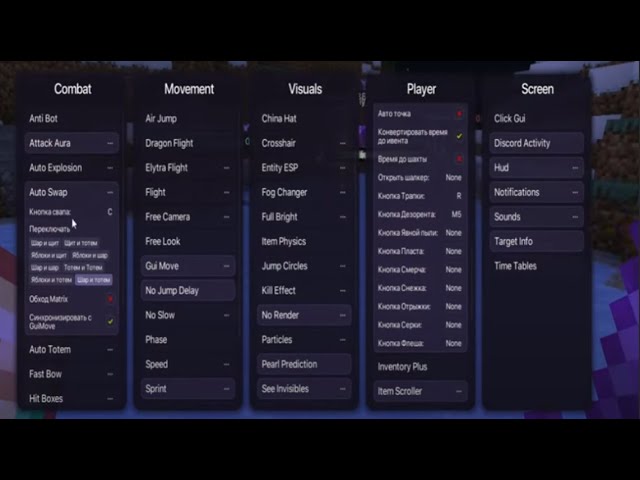 Combat
Anti Bot
Attack Aura
Auto Explosion
Auto Swap
Кнопка свапа: C
Переключать
Шар и щит Щит и тотем
Яблоки и щит Яблоки и шар
Шар и шар Тотем и Тотем
Яблоки и тотем Шар и тотем
Обход Matrix
Синхронизировать с
GuiMove
Auto Totem
Fast Bow
Hit Boxes
Movement
Air Jump
Dragon Flight
Elytra Flight
Flight
Free Camera
Free Look
Gui Move
No Jump Delay
No Slow
Phase
Speed
Sprint
Visuals
China Hat
Crosshair
Entity ESP
Fog Changer
Full Bright
Item Physics
Jump Circles
Kill Effect
No Render
Particles
Pearl Prediction
See Invisibles
Player
Авто точка
Конвертировать время
до ивента
Время до шахты
Открыть шалкер: None
Кнопка Трапки: R
Кнопка Дезорента: M5
Кнопка Явной пыли: None
Кнопка Пласта: None
Кнопка Смерча: None
Кнопка Снежка: None
Кнопка Отрыжки: None
Кнопка Серки: None
Кнопка Флеша: None
Inventory Plus
Item Scroller
Screen
Click Gui
Discord Activity
Hud
Notifications
Sounds
Target Info
Time Tables